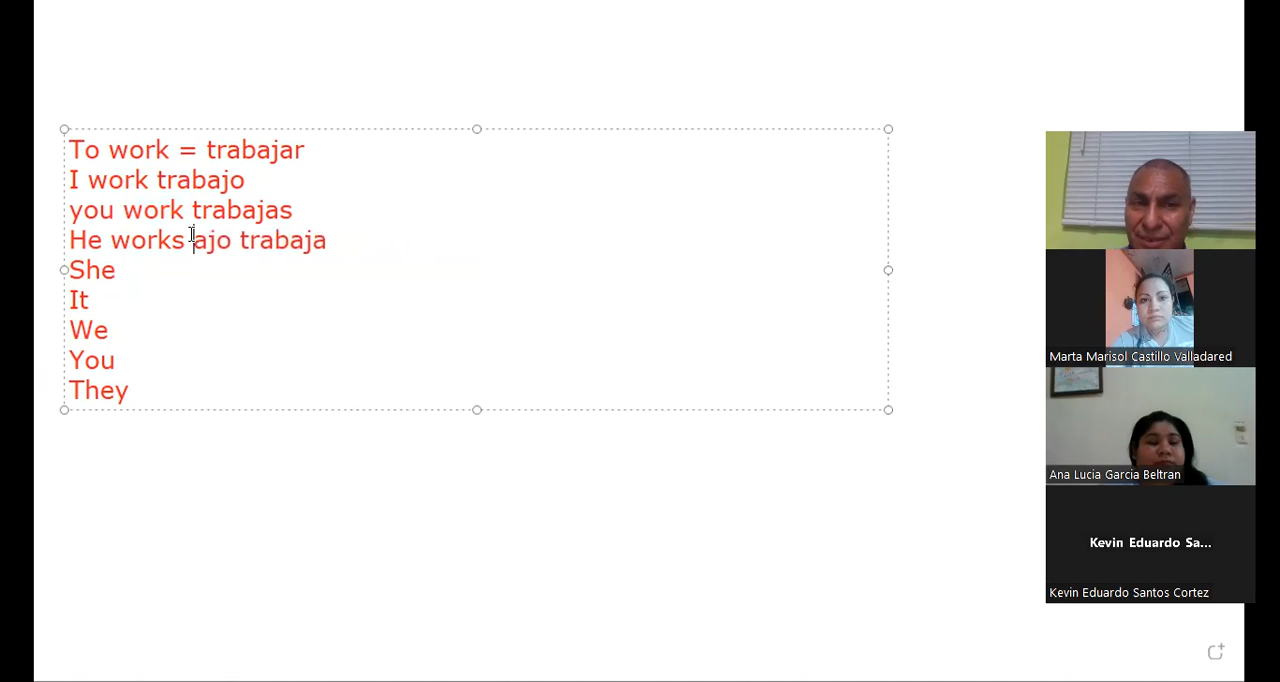 To work = trabajar
I work trabajo
you work trabajas
He works ajo trabaja
She
It
We
You
They
Marta Marisol Castillo Valladared
Ana Lucia Garcia Beltran
Kevin Eduardo Sa...
Kevin Eduardo Santos Cortez